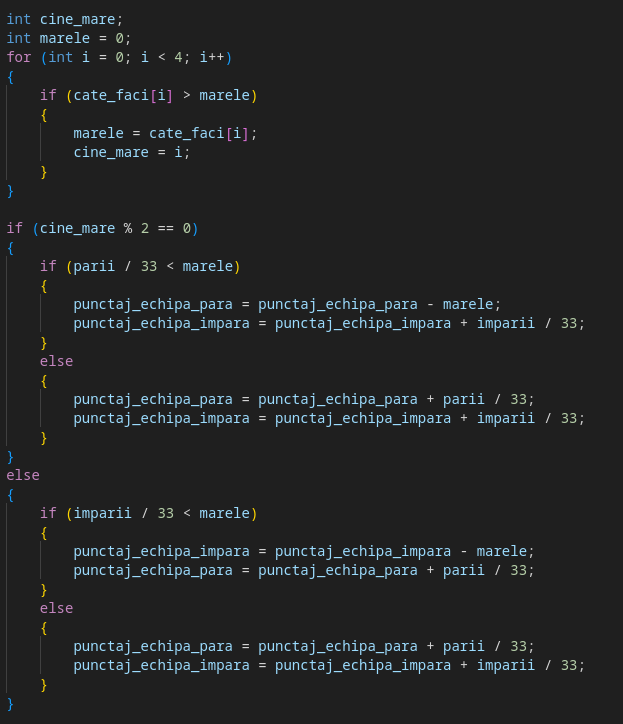 int cine_mare;
int marele = 0;
for (int i = 0; i < 4; i++)
{
    if (cate_faci[i] > marele)
    {
        marele = cate_faci[i];
        cine_mare = i;
    }
}

if (cine_mare % 2 == 0)
{
    if (parii / 33 < marele)
    {
        punctaj_echipa_para = punctaj_echipa_para - marele;
        punctaj_echipa_impara = punctaj_echipa_impara + imparii / 33;
    }
    else
    {
        punctaj_echipa_para = punctaj_echipa_para + parii / 33;
        punctaj_echipa_impara = punctaj_echipa_impara + imparii / 33;
    }
}
else
{
    if (imparii / 33 < marele)
    {
        punctaj_echipa_impara = punctaj_echipa_impara - marele;
        punctaj_echipa_para = punctaj_echipa_para + parii / 33;
    }
    else
    {
        punctaj_echipa_para = punctaj_echipa_para + parii / 33;
        punctaj_echipa_impara = punctaj_echipa_impara + imparii / 33;
    }
}